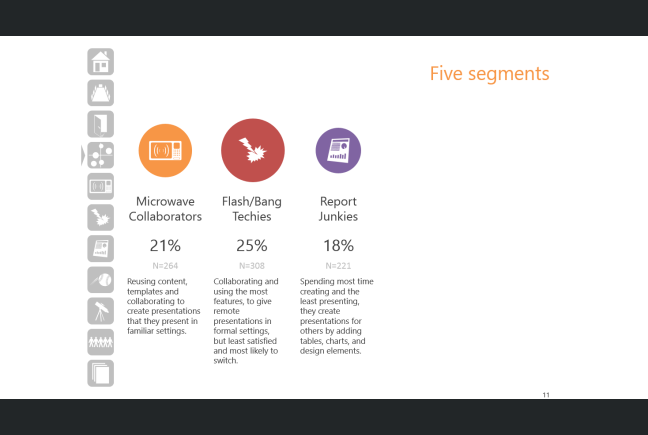 Five segments
Microwave
Collaborators
21%
N=264
Reusing content,
templates and
collaborating to
create presentations
that they present in
familiar settings.
Flash/Bang
Techies
25%
N=308
Collaborating and
using the most
features, to give
remote
presentations in
formal settings,
but least satisfied
and most likely to
switch.
Report
Junkies
18%
N=221
Spending most time
creating and the
least presenting,
they create
presentations for
others by adding
tables, charts, and
design elements.
11